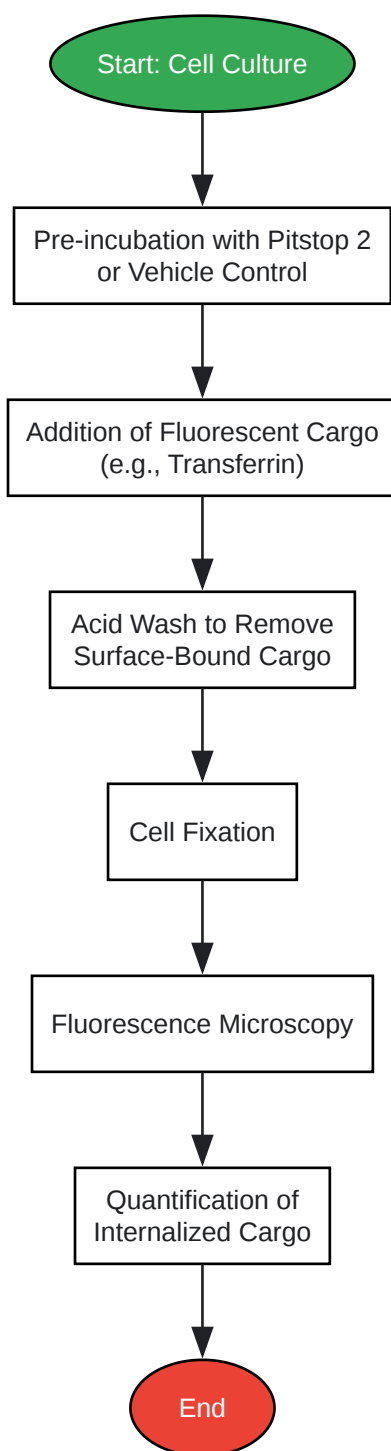 Start: Cell Culture
Pre-incubation with Pitstop 2
or Vehicle Control
Addition of Fluorescent Cargo
(e.g., Transferrin)
Acid Wash to Remove
Surface-Bound Cargo
Cell Fixation
Fluorescence Microscopy
Quantification of
Internalized Cargo
End